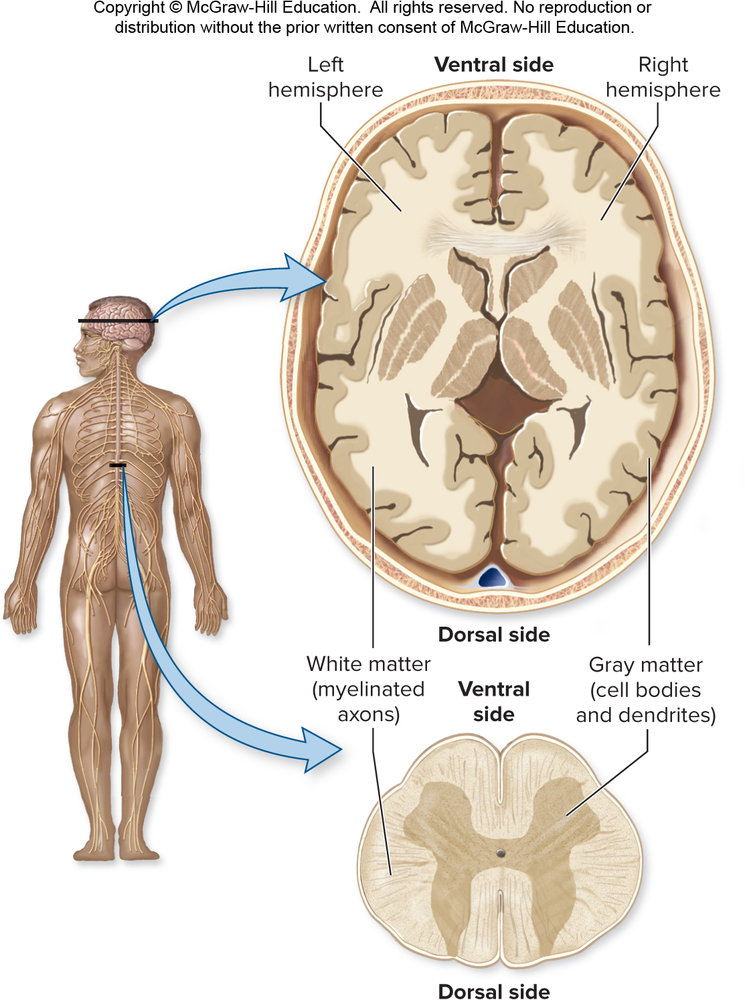 Copyright © McGraw-Hill Education.  All rights reserved. No reproduction or
distribution without the prior written consent of McGraw-Hill Education.
Left
hemisphere
Ventral side
Right
hemisphere
Dorsal side
White matter
(myelinated
axons)
Ventral
side
Gray matter
(cell bodies
and dendrites)
Dorsal side